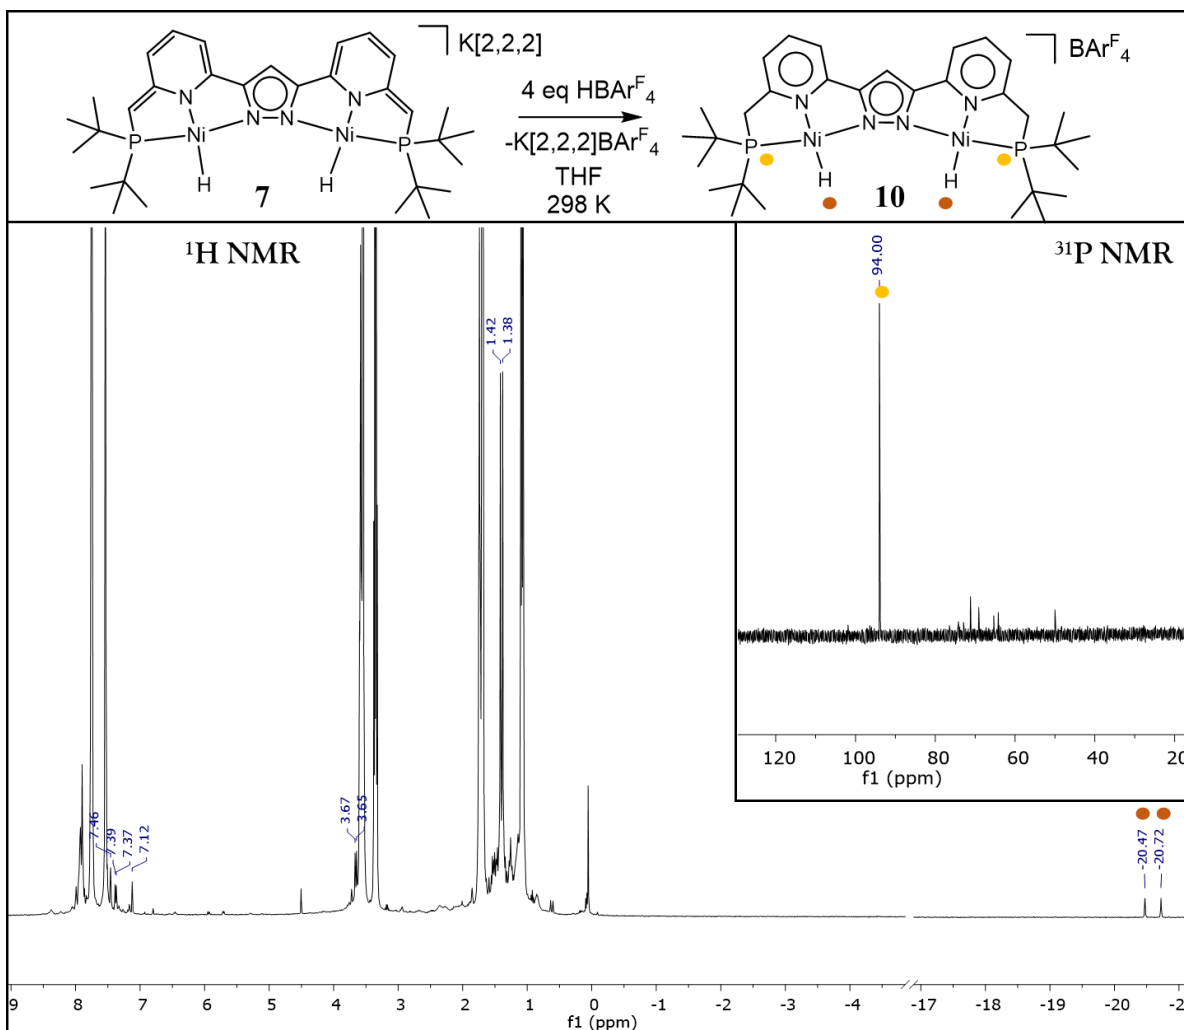 K[2,2,2]
4 eq HBArF4
-K[2,2,2]BArF4
THF
298 K
BArF4
N N N N
P Ni Ni P
H H
7
N N N N
P Ni Ni P
H H
10
1H NMR
31P NMR
94.00
120 100 80 60 40 20
f1 (ppm)
7.46
7.39
7.37
7.12
3.67
3.65
1.42
1.38
-20.47
-20.72
9 8 7 6 5 4 3 2 1 0 -1 -2 -3 -4 -17 -18 -19 -20
f1 (ppm)